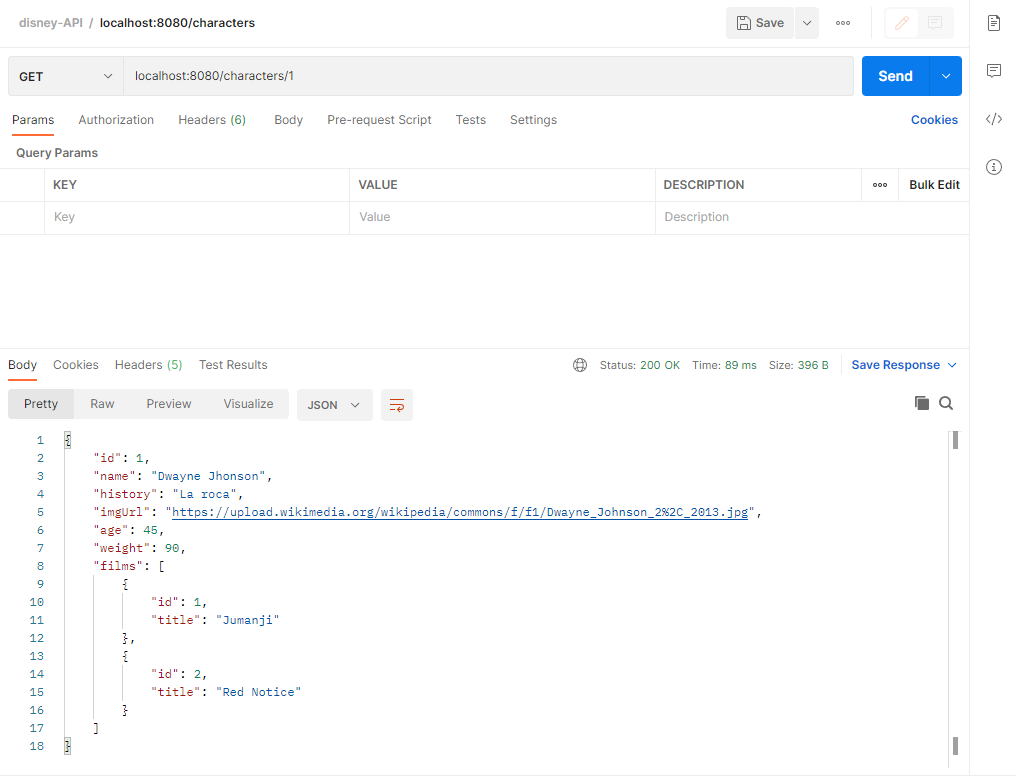 disney-API / localhost:8080/characters Save
GET localhost:8080/characters/1 Send
Params Authorization Headers (6) Body Pre-request Script Tests Settings Cookies
Query Params
KEY VALUE DESCRIPTION Bulk Edit
Key Value Description
Body Cookies Headers (5) Test Results Status: 200 OK Time: 89 ms Size: 396 B Save Response
Pretty Raw Preview Visualize JSON
1 {
2 "id": 1,
3 "name": "Dwayne Jhonson",
4 "history": "La roca",
5 "imgUrl": "https://upload.wikimedia.org/wikipedia/commons/f/f1/Dwayne_Johnson_2%2C_2013.jpg",
6 "age": 45,
7 "weight": 90,
8 "films": [
9 {
10 "id": 1,
11 "title": "Jumanji"
12 },
13 {
14 "id": 2,
15 "title": "Red Notice"
16 }
17 ]
18 }